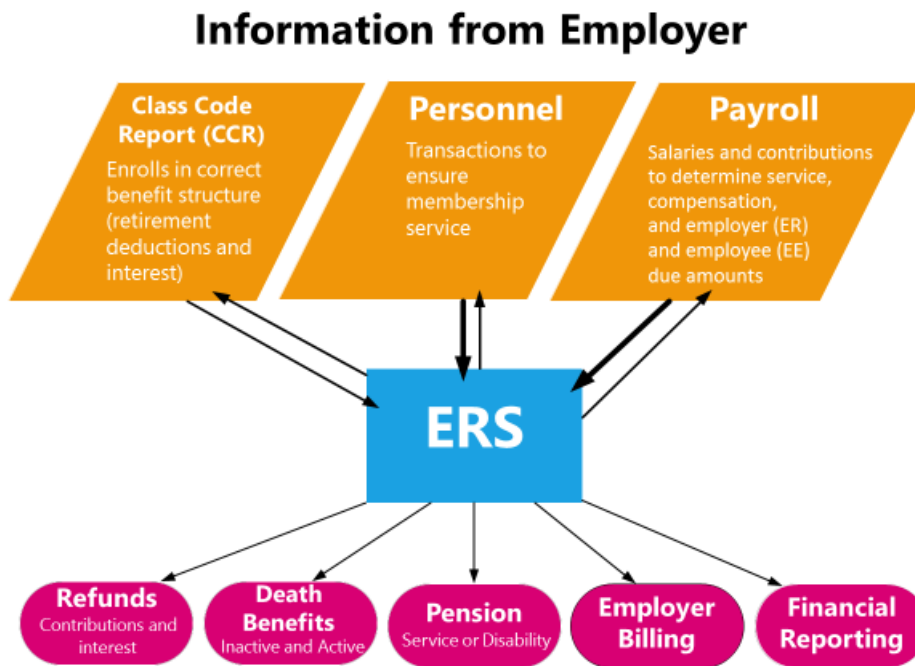 Information from Employer
Class Code
Report (CCR)
Enrolls in correct
benefit structure
(retirement
deductions and
interest)
Personnel
Transactions to
ensure
membership
service
Payroll
Salaries and contributions
to determine service,
compensation,
and employer (ER)
and employee (EE)
due amounts
ERS
Refunds
Contributions and
interest
Death
Benefits
Inactive and Active
Pension
Service or Disability
Employer
Billing
Financial
Reporting